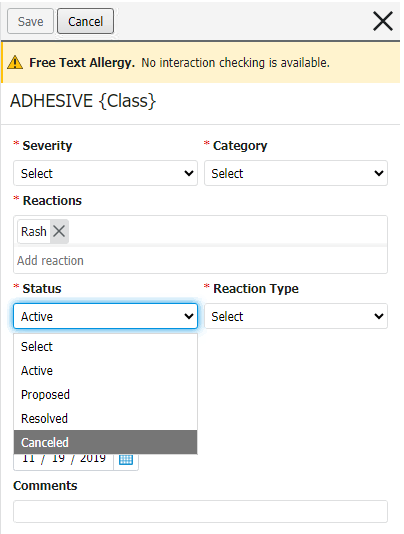 Save Cancel
Free Text Allergy. No interaction checking is available.
ADHESIVE {Class}
* Severity * Category
Select Select
* Reactions
Rash
Add reaction
* Status * Reaction Type
Active Select
Select
Active
Proposed
Resolved
Canceled
11 / 19 / 2019
Comments